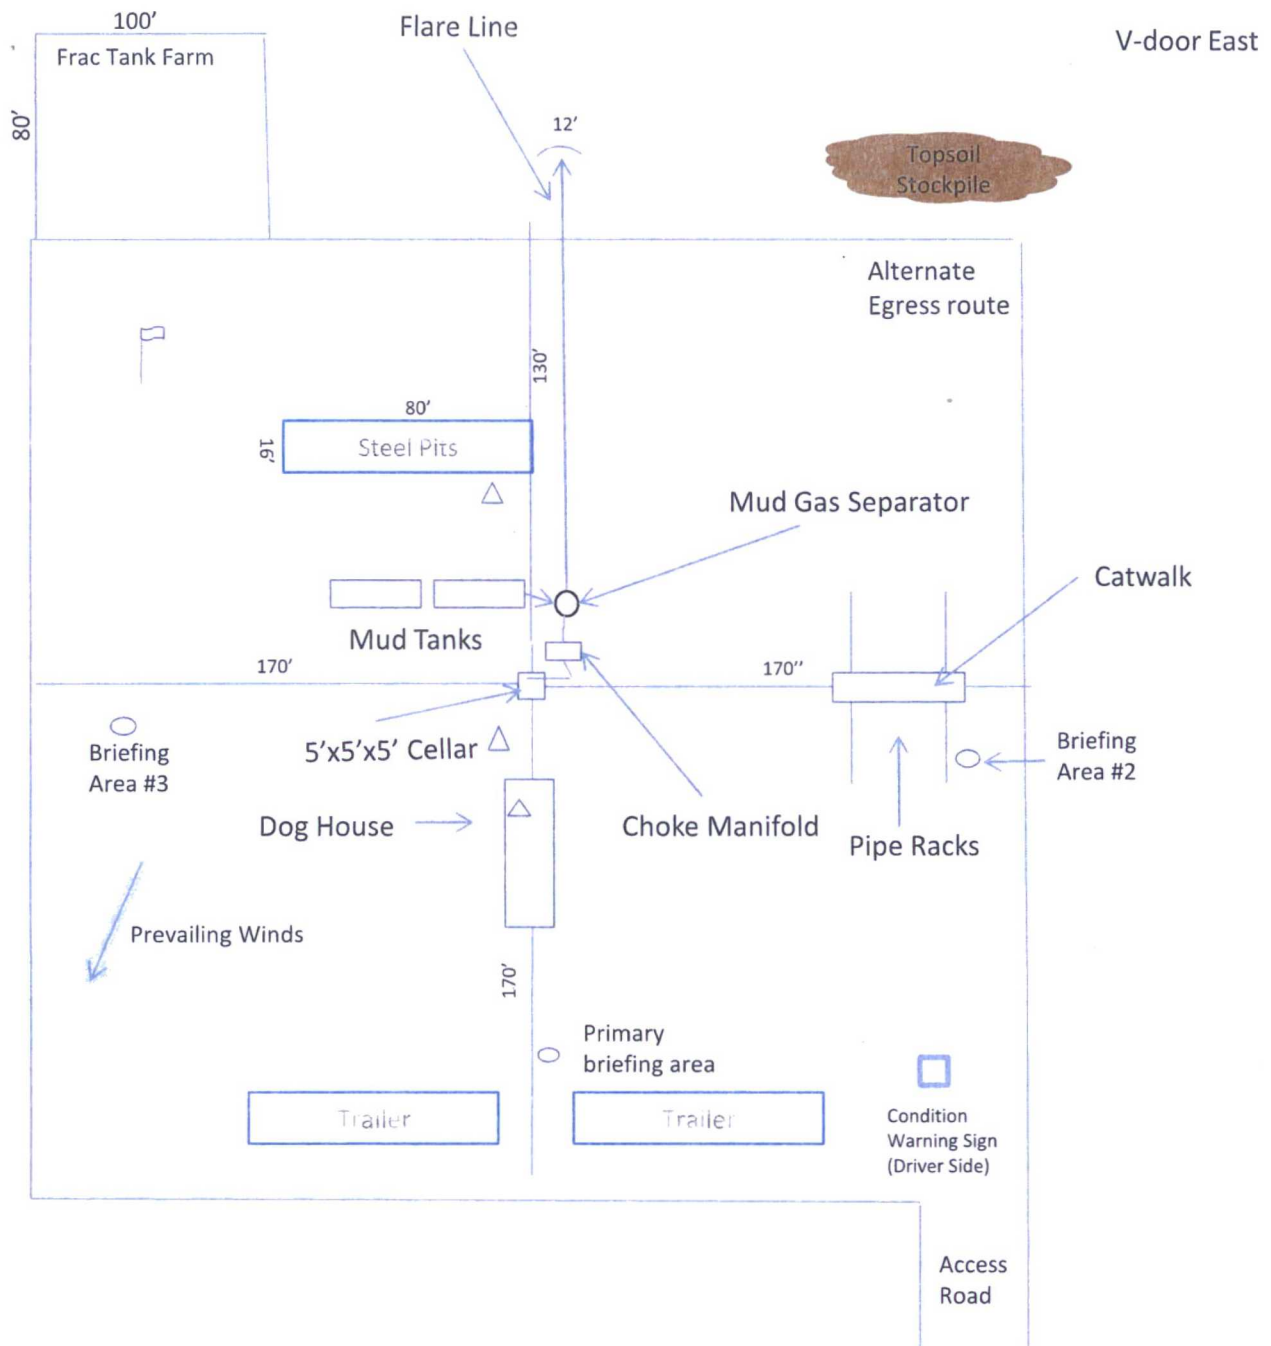 100’
Flare Line
V-door East
Frac Tank Farm
80’
12’
Topsoil
Stockpile
Alternate
Egress route
130’
80’
Steel Pits
16’
Mud Gas Separator
Catwalk
Mud Tanks
170’
170’’
5’x5’x5’ Cellar
Briefing
Area #3
Briefing
Area #2
Dog House
Choke Manifold
Pipe Racks
Prevailing Winds
170’
Primary
briefing area
Trailer
Trailer
Condition
Warning Sign
(Driver Side)
Access
Road